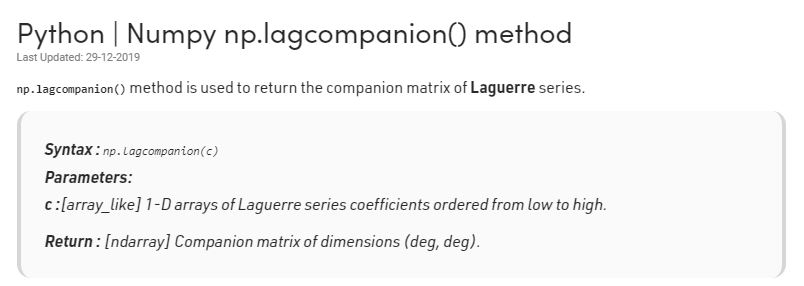 Python | Numpy np.lagcompanion() method
Last Updated: 29-12-2019
np.lagcompanion() method is used to return the companion matrix of Laguerre series.
Syntax : np.lagcompanion(c)
Parameters:
c :[array_like] 1-D arrays of Laguerre series coefficients ordered from low to high.
Return : [ndarray] Companion matrix of dimensions (deg, deg).